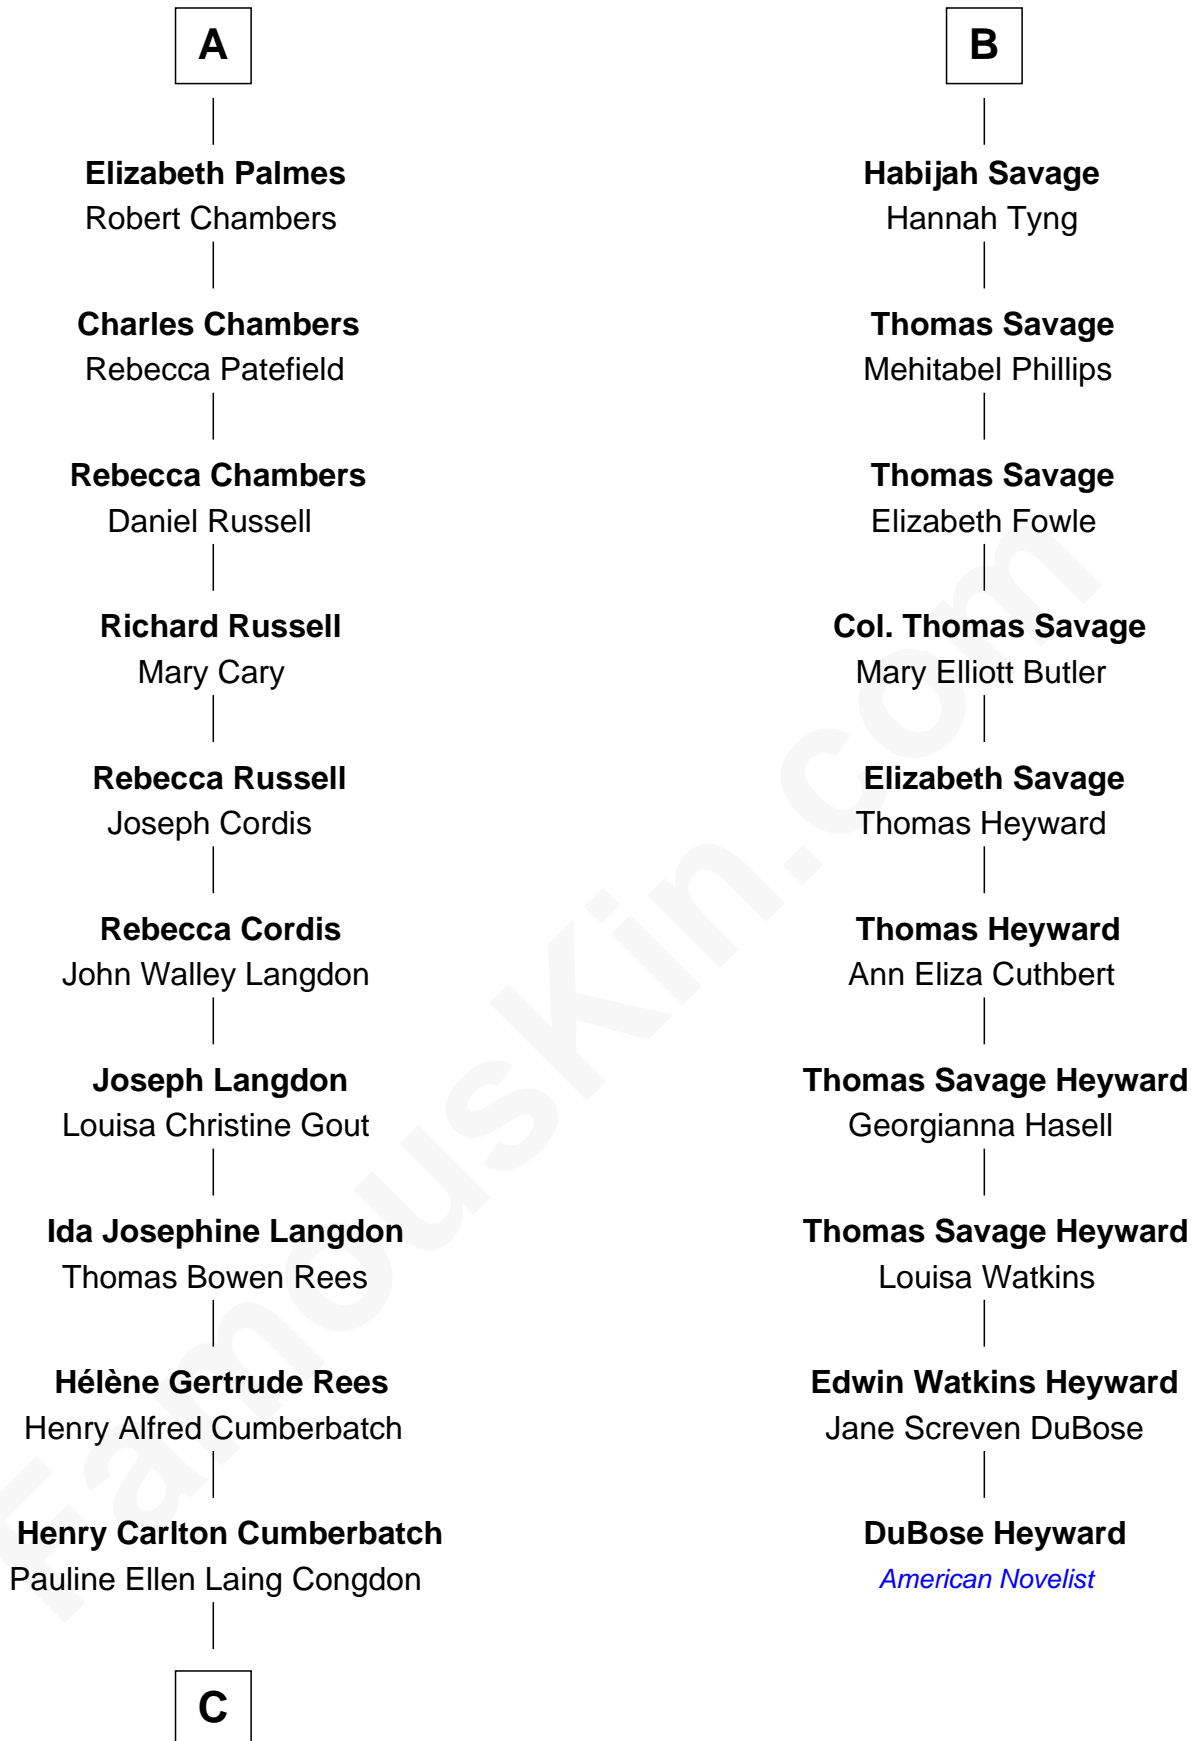 A
Elizabeth Palmes
Robert Chambers
Charles Chambers
Rebecca Patefield
Rebecca Chambers
Daniel Russell
Richard Russell
Mary Cary
Rebecca Russell
Joseph Cordis
Rebecca Cordis
John Walley Langdon
Joseph Langdon
Louisa Christine Gout
Ida Josephine Langdon
Thomas Bowen Rees
Hélène Gertrude Rees
Henry Alfred Cumberbatch
Henry Carlton Cumberbatch
Pauline Ellen Laing Congdon
C
B
Habijah Savage
Hannah Tyng
Thomas Savage
Mehitabel Phillips
Thomas Savage
Elizabeth Fowle
Col. Thomas Savage
Mary Elliott Butler
Elizabeth Savage
Thomas Heyward
Thomas Heyward
Ann Eliza Cuthbert
Thomas Savage Heyward
Georgianna Hasell
Thomas Savage Heyward
Louisa Watkins
Edwin Watkins Heyward
Jane Screven DuBose
DuBose Heyward
American Novelist
FamousKin.com